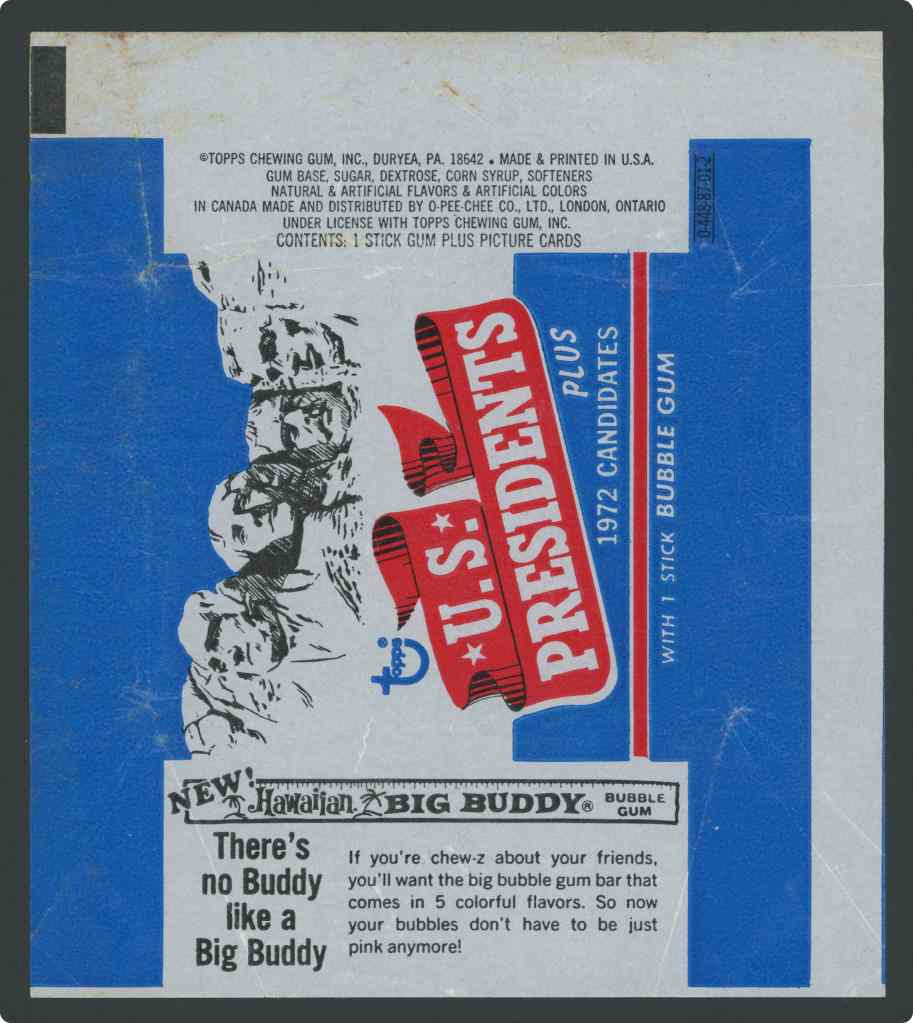 ©TOPPS CHEWING GUM, INC., DURYEA, PA. 18642 • MADE & PRINTED IN U.S.A.
GUM BASE, SUGAR, DEXTROSE, CORN SYRUP, SOFTENERS
NATURAL & ARTIFICIAL FLAVORS & ARTIFICIAL COLORS
IN CANADA MADE AND DISTRIBUTED BY O-PEE-CHEE CO., LTD., LONDON, ONTARIO
UNDER LICENSE WITH TOPPS CHEWING GUM, INC.
CONTENTS: 1 STICK GUM PLUS PICTURE CARDS
0-448-87-01-2
topps®
★U.S.★
PRESIDENTS
PLUS
1972 CANDIDATES
WITH 1 STICK BUBBLE GUM
NEW! Hawaiian BIG BUDDY® BUBBLE
GUM
There's
no Buddy
like a
Big Buddy
If you're chew-z about your friends,
you'll want the big bubble gum bar that
comes in 5 colorful flavors. So now
your bubbles don't have to be just
pink anymore!